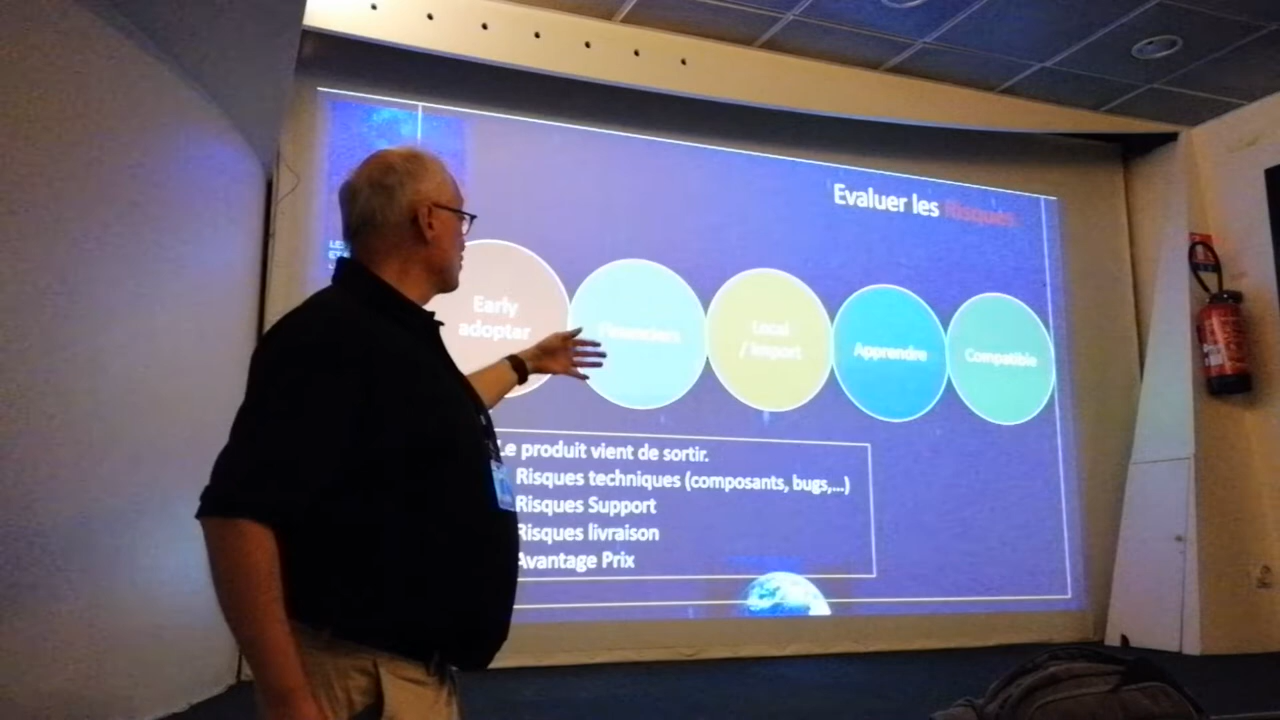 Evaluer les Risques
Early
adopter
Financiers
Local
/ Import
Apprendre
Compatible
Le produit vient de sortir.
Risques techniques (composants, bugs,...)
Risques Support
Risques livraison
Avantage Prix